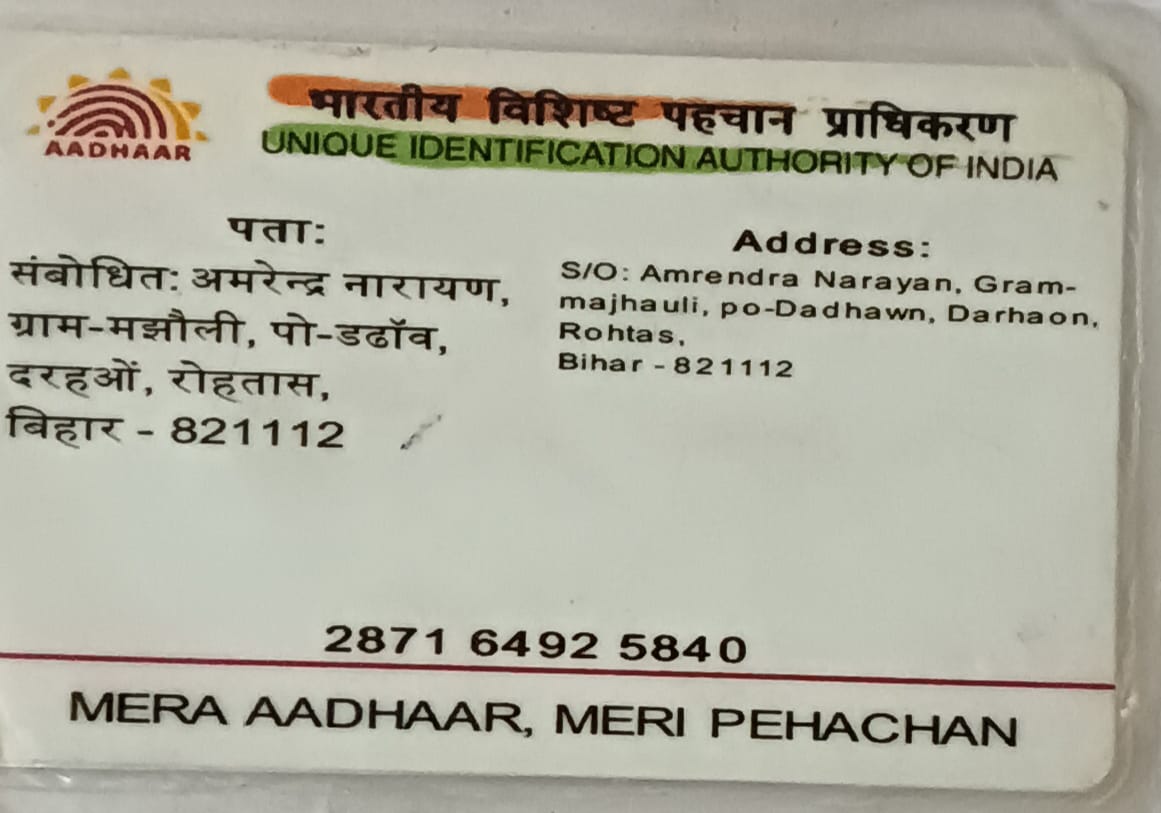 AADHAAR
भारतीय विशिष्ट पहचान प्राधिकरण
UNIQUE IDENTIFICATION AUTHORITY OF INDIA
पता:
संबोधित: अमरेन्द्र नारायण,
ग्राम-मझौली, पो-डढॉव,
दरहओं, रोहतास,
बिहार - 821112
Address:
S/O: Amrendra Narayan, Gram-
majhauli, po-Dadhawn, Darhaon,
Rohtas,
Bihar - 821112
2871 6492 5840
MERA AADHAAR, MERI PEHACHAN